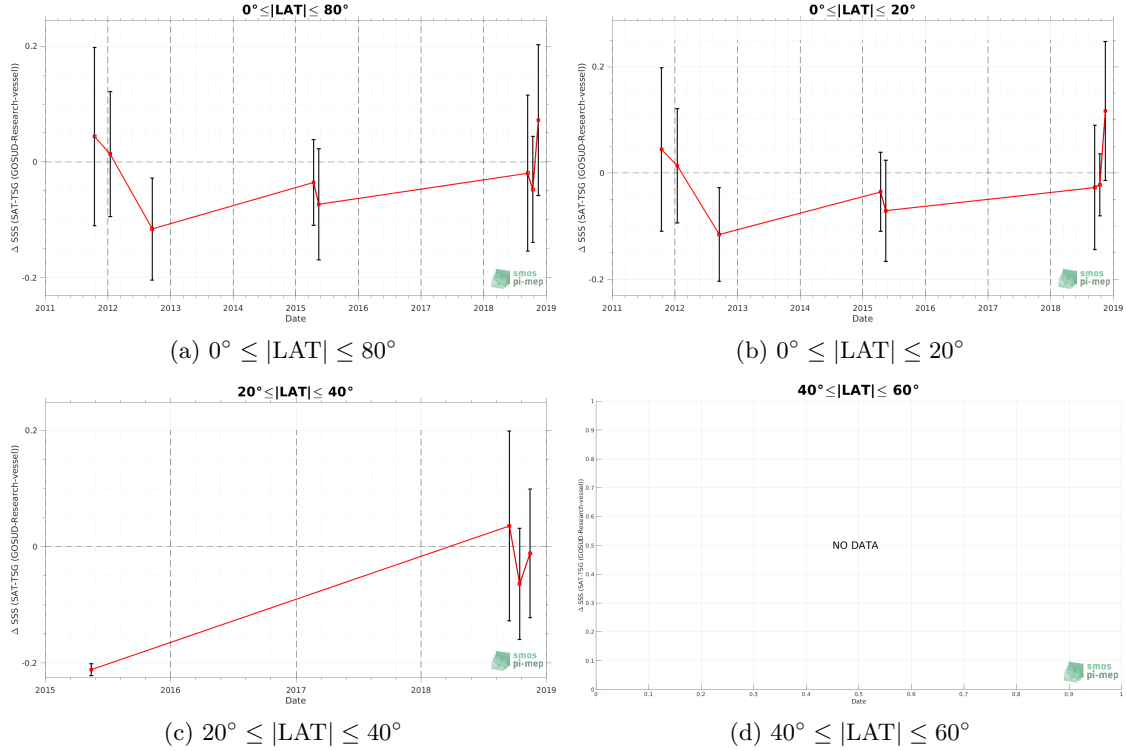 0°≤|LAT|≤ 80°
Δ SSS (SAT-TSG (GOSUD-Research-vessel))
0.2
0
-0.2
2011 2012 2013 2014 2015 2016 2017 2018 2019
Date
smos
pi-mep
(a) 0° ≤ |LAT| ≤ 80°
0°≤|LAT|≤ 20°
Δ SSS (SAT-TSG (GOSUD-Research-vessel))
0.2
0
-0.2
2011 2012 2013 2014 2015 2016 2017 2018 2019
Date
smos
pi-mep
(b) 0° ≤ |LAT| ≤ 20°
20°≤|LAT|≤ 40°
Δ SSS (SAT-TSG (GOSUD-Research-vessel))
0.2
0
-0.2
2015 2016 2017 2018 2019
Date
smos
pi-mep
(c) 20° ≤ |LAT| ≤ 40°
40°≤|LAT|≤ 60°
Δ SSS (SAT-TSG (GOSUD-Research-vessel))
1
0.9
0.8
0.7
0.6
0.5
0.4
0.3
0.2
0.1
0
NO DATA
0 0.1 0.2 0.3 0.4 0.5 0.6 0.7 0.8 0.9 1
Date
smos
pi-mep
(d) 40° ≤ |LAT| ≤ 60°